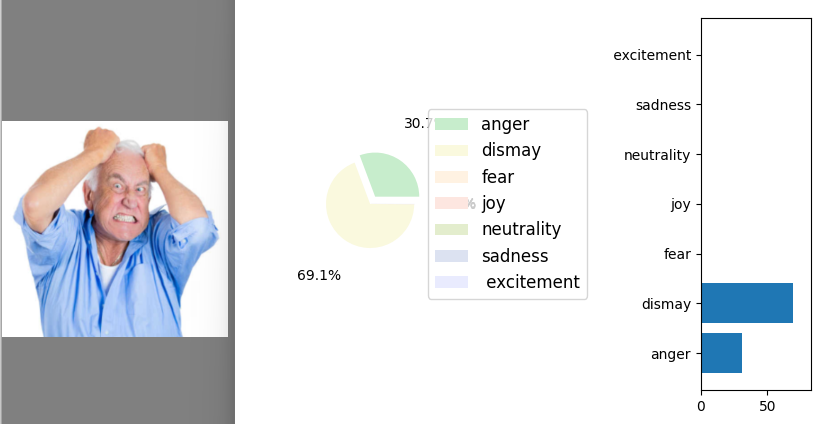 30.7
anger
dismay
fear
joy
neutrality
sadness
excitement
%
69.1%
excitement
sadness
neutrality
joy
fear
dismay
anger
0
50